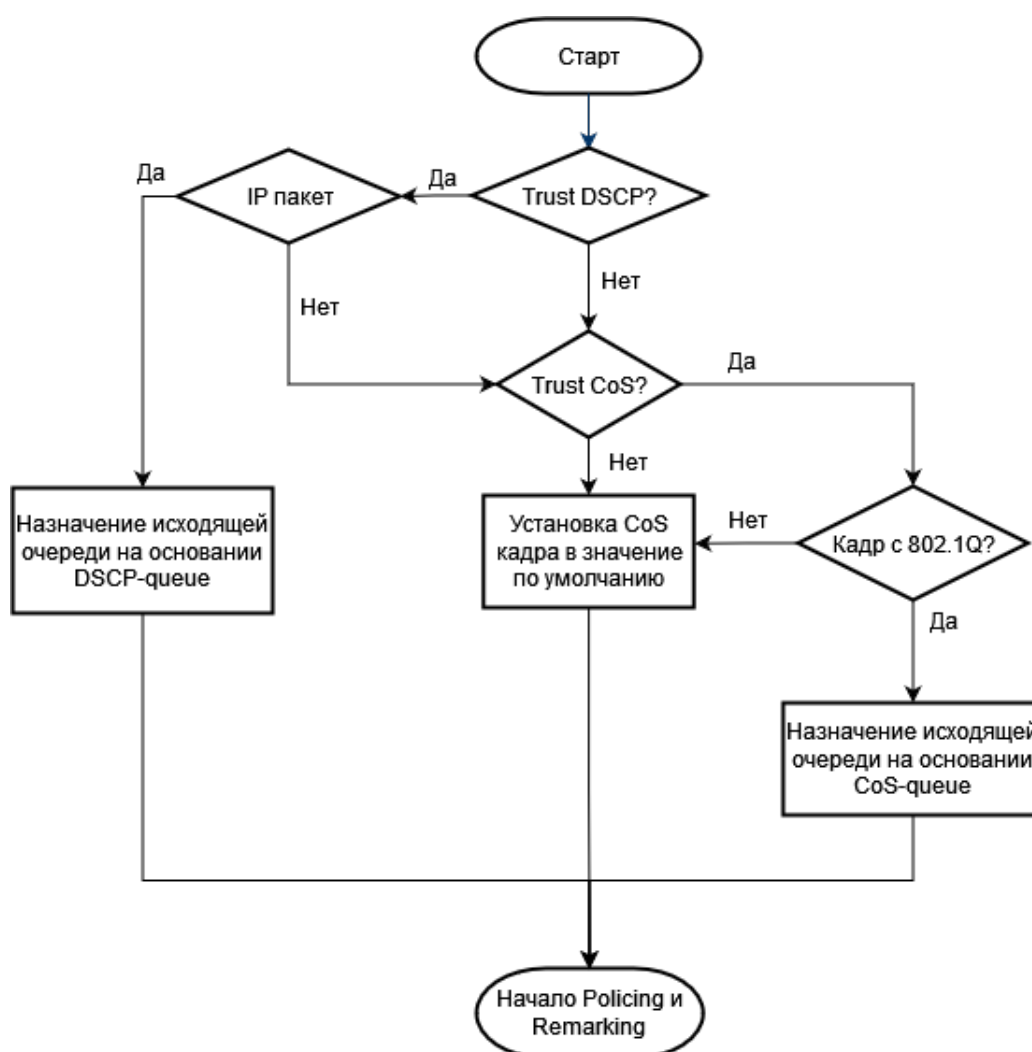 Старт
Да
IP пакет
Да
Trust DSCP?
Нет
Нет
Trust CoS?
Да
Нет
Назначение исходящей
очереди на основании
DSCP-queue
Установка CoS
кадра в значение
по умолчанию
Нет
Кадр с 802.1Q?
Да
Назначение исходящей
очереди на основании
CoS-queue
Начало Policing и
Remarking